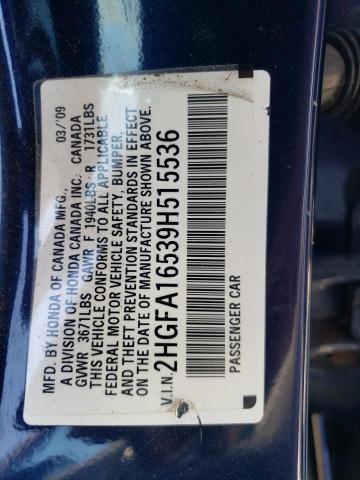 MFD. BY HONDA OF CANADA MFG., 03/'09
A DIVISION OF HONDA CANADA INC. CANADA
GVWR 3671LBS GAWR F 1940LBS R 1731LBS
THIS VEHICLE CONFORMS TO ALL APPLICABLE
FEDERAL MOTOR VEHICLE SAFETY, BUMPER,
AND THEFT PREVENTION STANDARDS IN EFFECT
ON THE DATE OF MANUFACTURE SHOWN ABOVE.
V.I.N. 2HGFA16539H515536
PASSENGER CAR